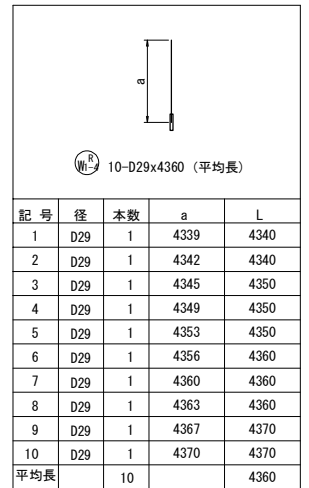 a
R
W1-4 10-D29x4360 (平均長)
記 号 径 本数 a L
1 D29 1 4339 4340
2 D29 1 4342 4340
3 D29 1 4345 4350
4 D29 1 4349 4350
5 D29 1 4353 4350
6 D29 1 4356 4360
7 D29 1 4360 4360
8 D29 1 4363 4360
9 D29 1 4367 4370
10 D29 1 4370 4370
平均長 10 4360